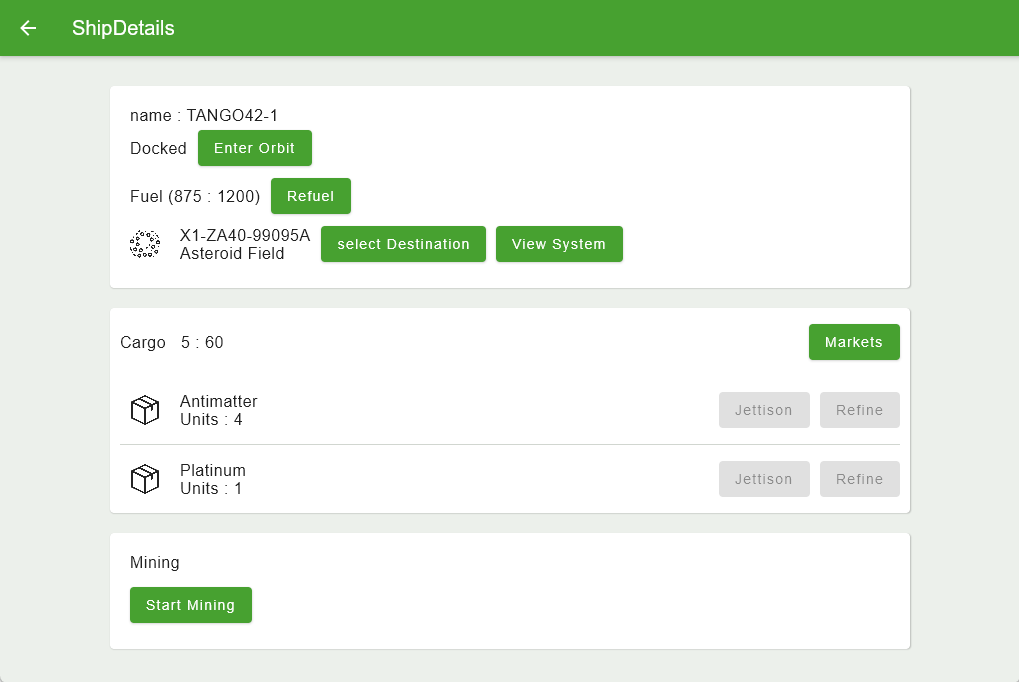 ShipDetails
name : TANGO42-1
Docked Enter Orbit
Fuel (875 : 1200) Refuel
X1-ZA40-99095A
Asteroid Field
select Destination View System
Cargo 5 : 60 Markets
Antimatter
Units : 4
Jettison Refine
Platinum
Units : 1
Jettison Refine
Mining
Start Mining